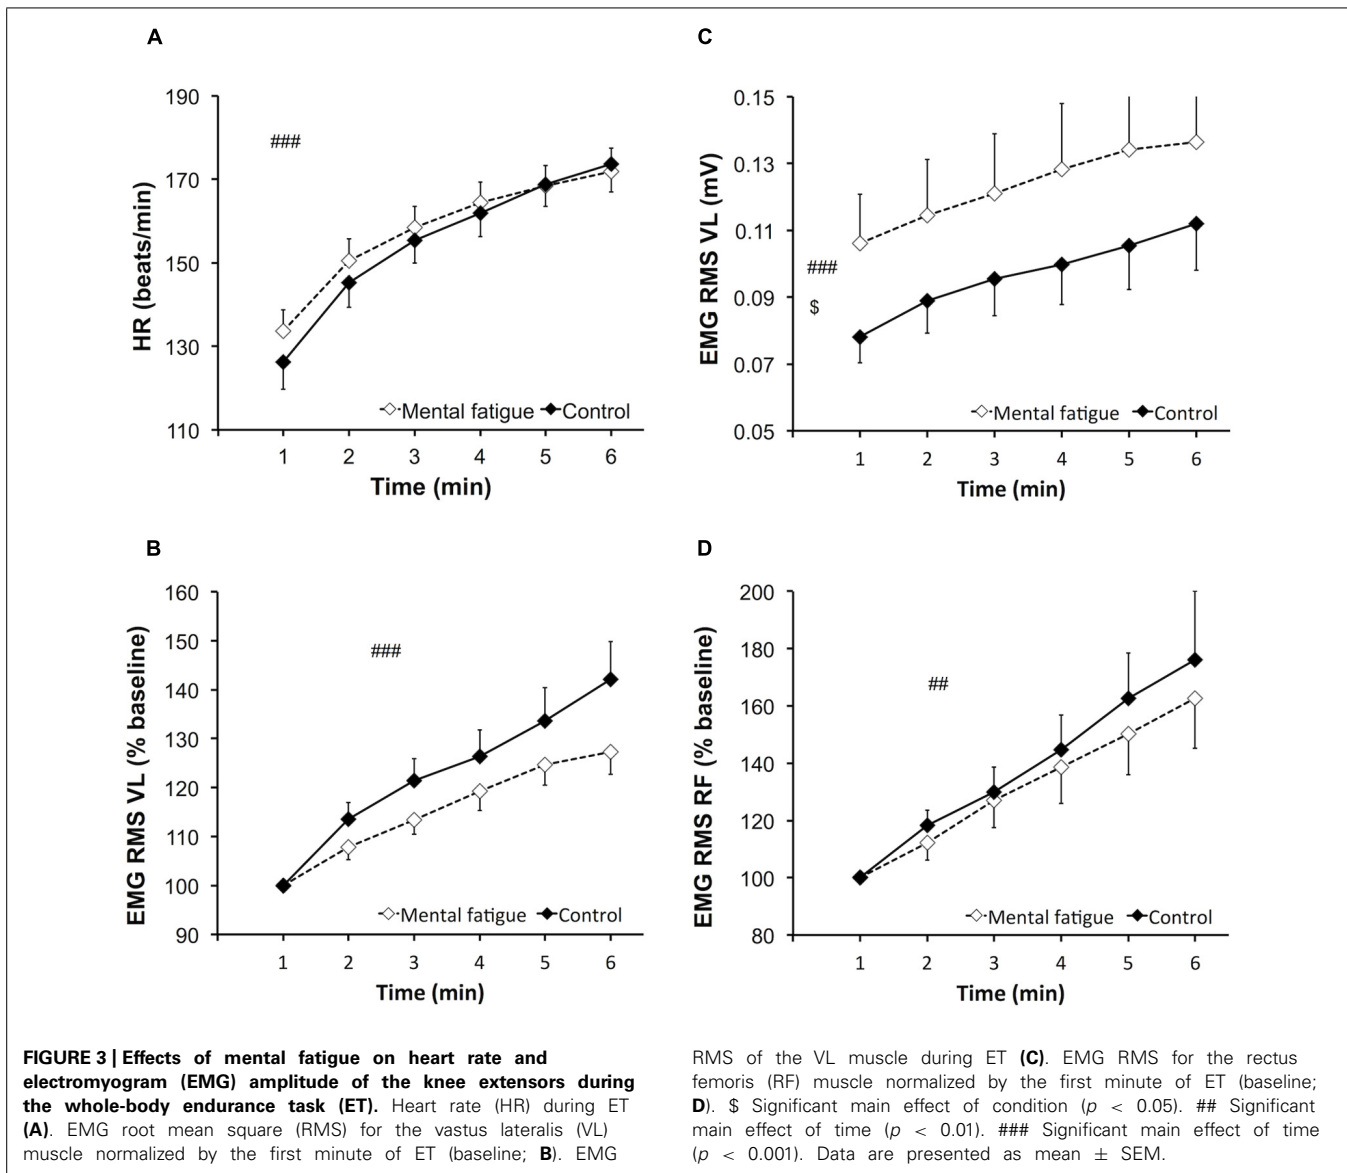 A
190
170
150
130
110
HR (beats/min)
###
Mental fatigue Control
1 2 3 4 5 6
Time (min)
C
0.15
0.13
0.11
0.09
0.07
0.05
EMG RMS VL (mV)
###
$
Mental fatigue Control
1 2 3 4 5 6
Time (min)
B
160
150
140
130
120
110
100
90
EMG RMS VL (% baseline)
###
Mental fatigue Control
1 2 3 4 5 6
Time (min)
D
200
180
160
140
120
100
80
EMG RMS RF (% baseline)
##
Mental fatigue Control
1 2 3 4 5 6
Time (min)
FIGURE 3 | Effects of mental fatigue on heart rate and
electromyogram (EMG) amplitude of the knee extensors during
the whole-body endurance task (ET). Heart rate (HR) during ET
(A). EMG root mean square (RMS) for the vastus lateralis (VL)
muscle normalized by the first minute of ET (baseline; B). EMG
RMS of the VL muscle during ET (C). EMG RMS for the rectus
femoris (RF) muscle normalized by the first minute of ET (baseline;
D). $ Significant main effect of condition (p < 0.05). ## Significant
main effect of time (p < 0.01). ### Significant main effect of time
(p < 0.001). Data are presented as mean ± SEM.